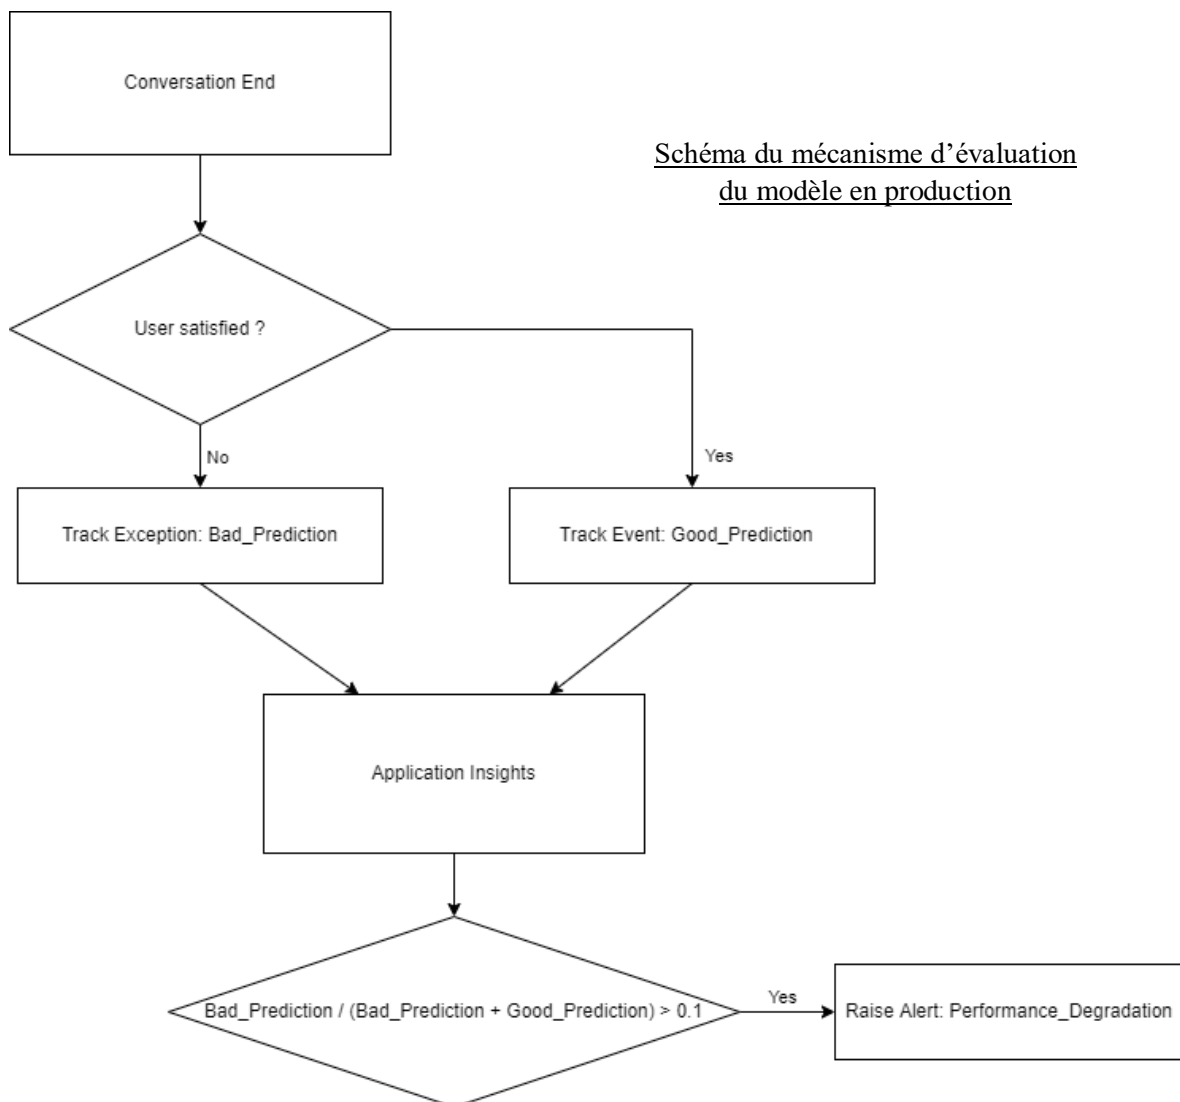 Conversation End
Schéma du mécanisme d’évaluation
du modèle en production
User satisfied ?
No
Yes
Track Exception: Bad_Prediction
Track Event: Good_Prediction
Application Insights
Bad_Prediction / (Bad_Prediction + Good_Prediction) > 0.1
Yes
Raise Alert: Performance_Degradation